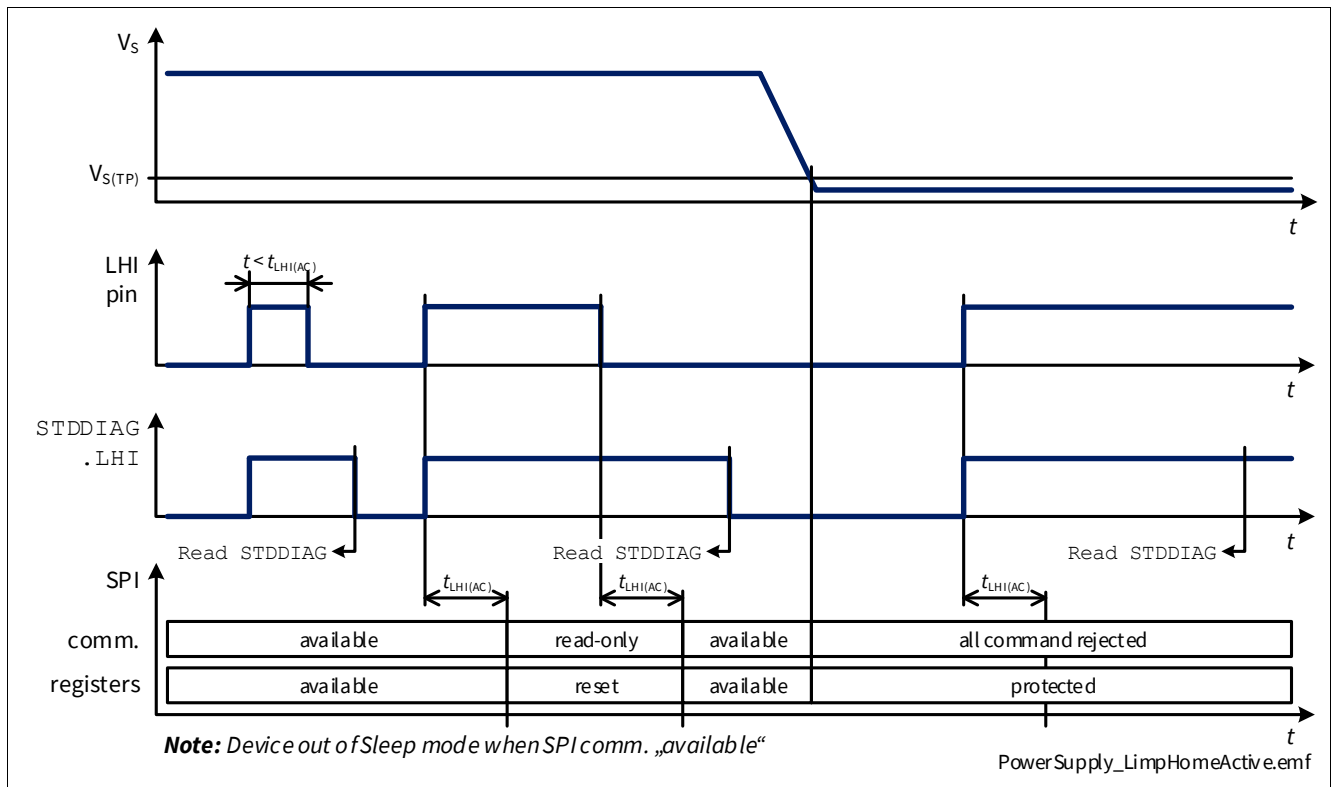 VS
VS(TP)
t
LHI
pin
t < tLHI(AC)
t
STDDIAG
.LHI
Read STDDIAG
Read STDDIAG
Read STDDIAG
t
SPI
tLHI(AC)
tLHI(AC)
tLHI(AC)
comm.
available
read-only
available
all command rejected
registers
available
reset
available
protected
t
Note: Device out of Sleep mode when SPI comm. „available“
PowerSupply_LimpHomeActive.emf